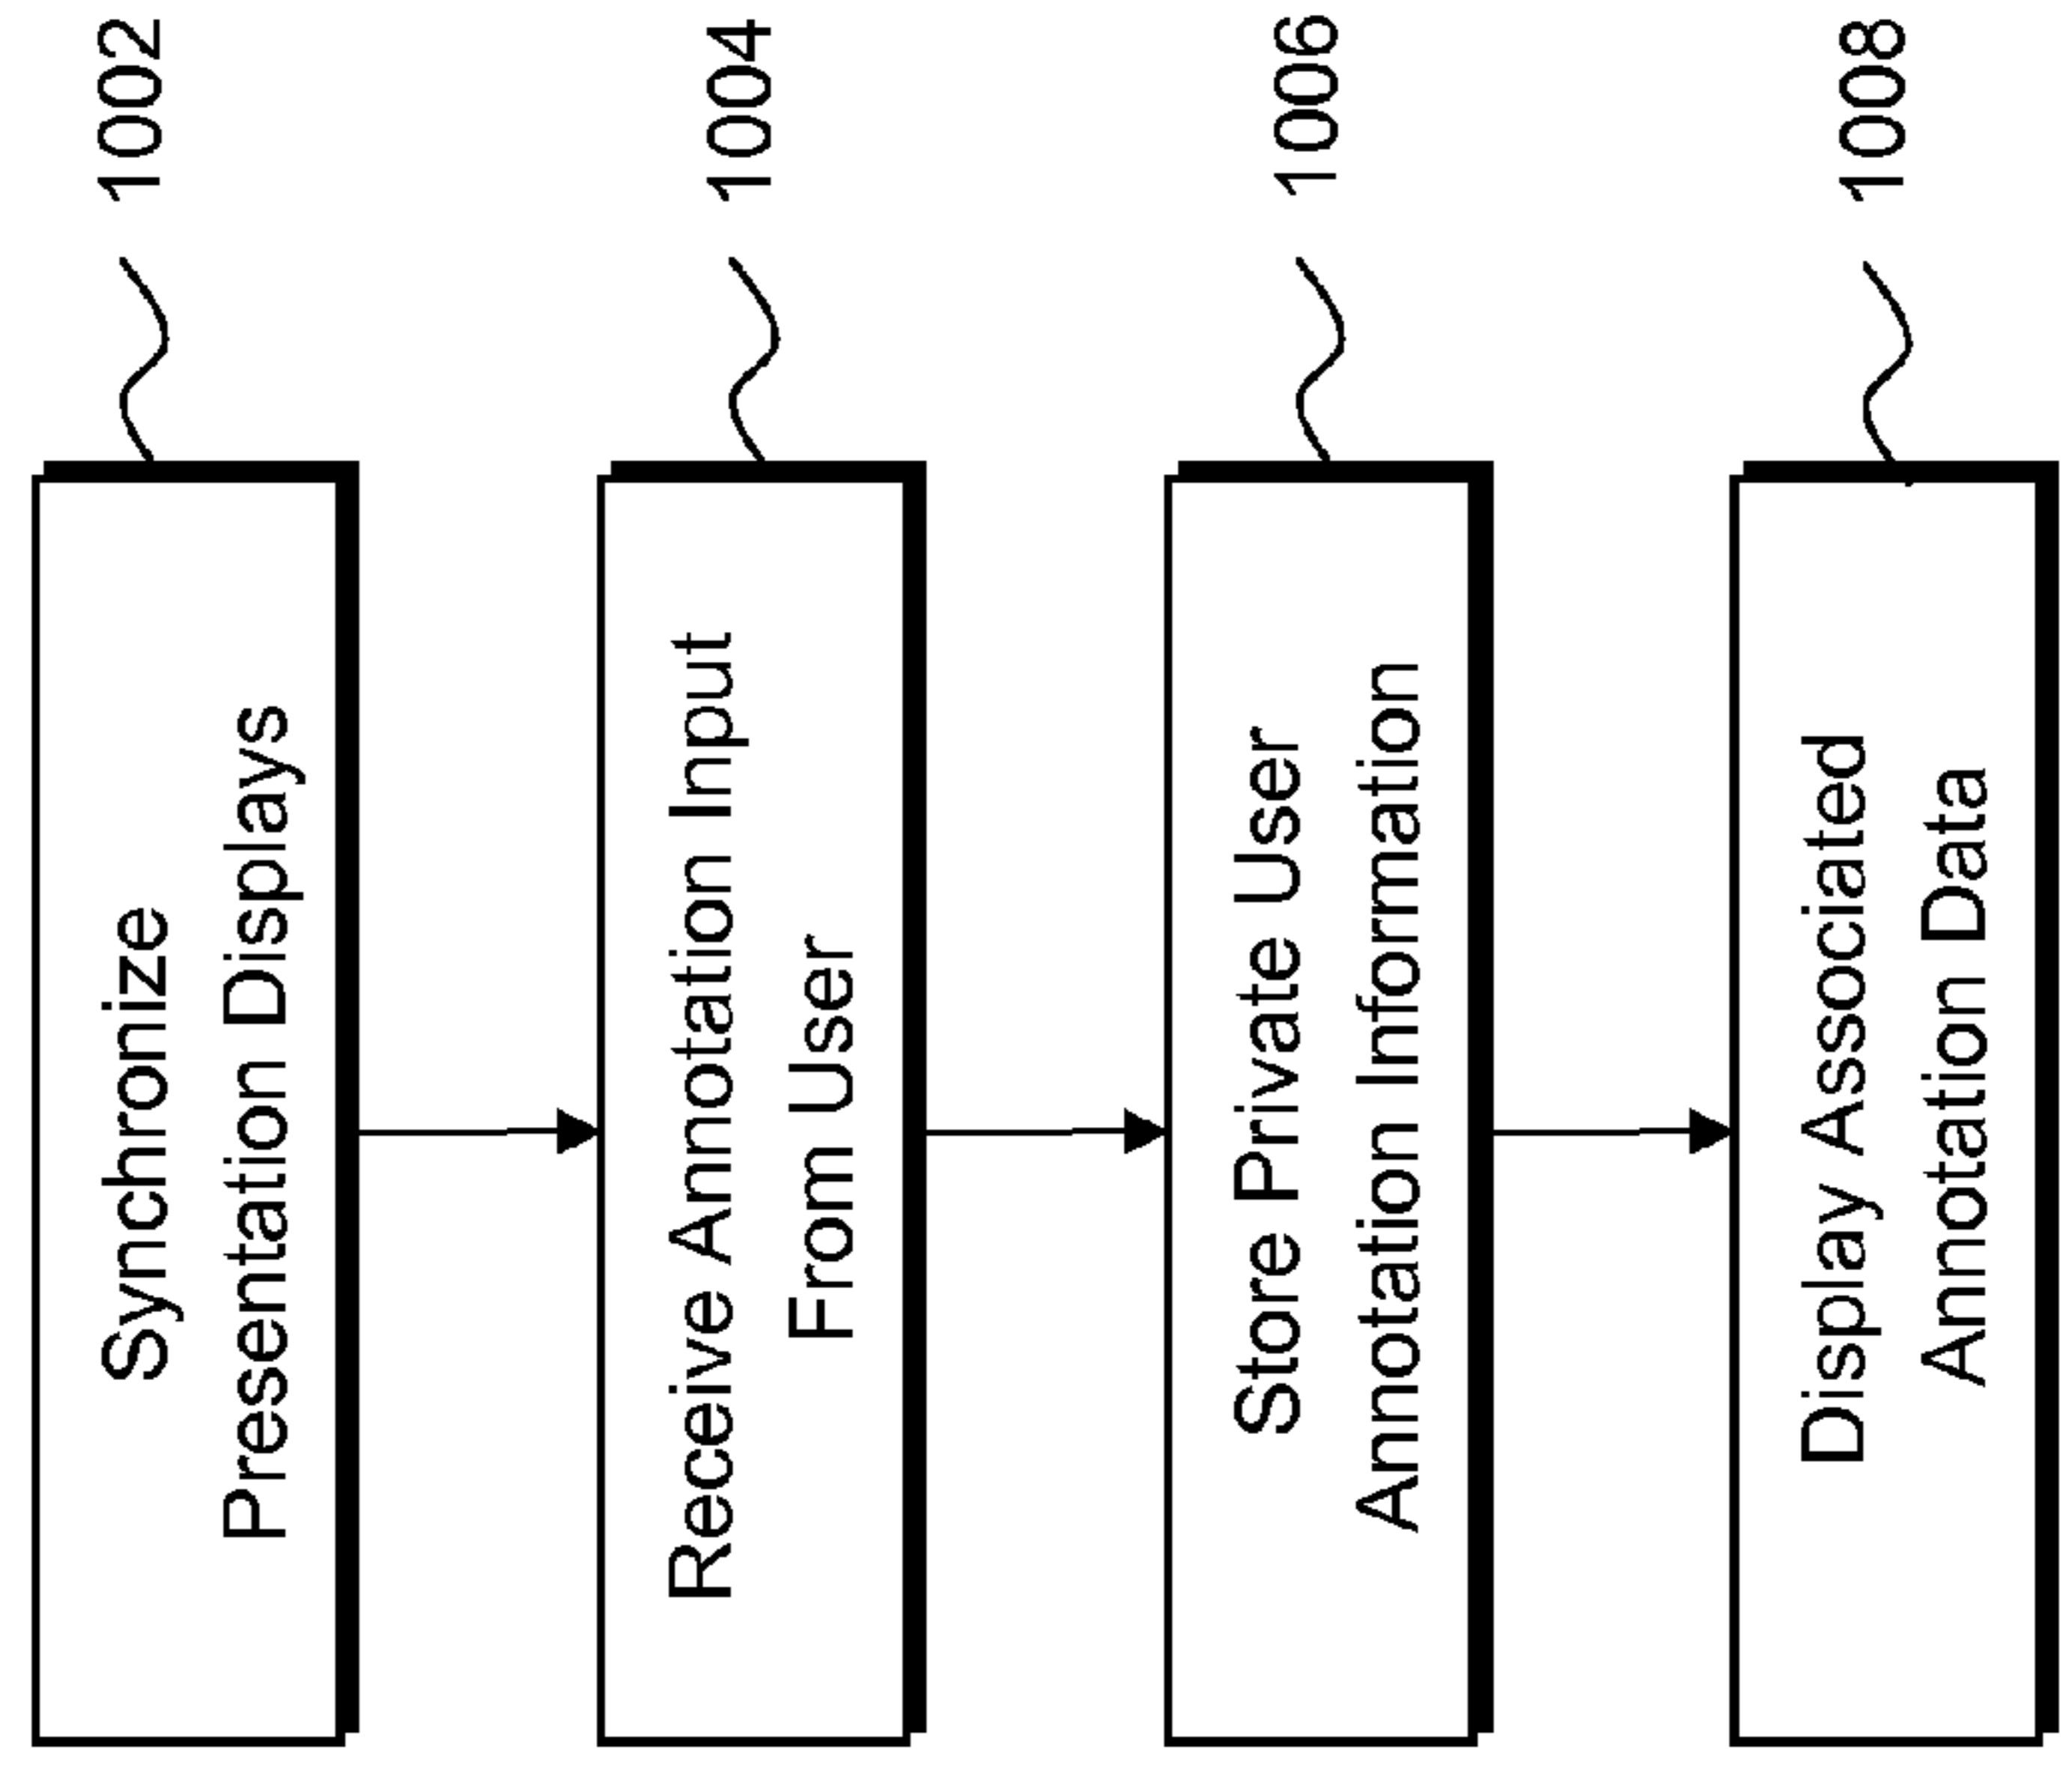 Synchronize
Presentation Displays
1002
Receive Annotation Input
From User
1004
Store Private User
Annotation Information
1006
Display Associated
Annotation Data
1008